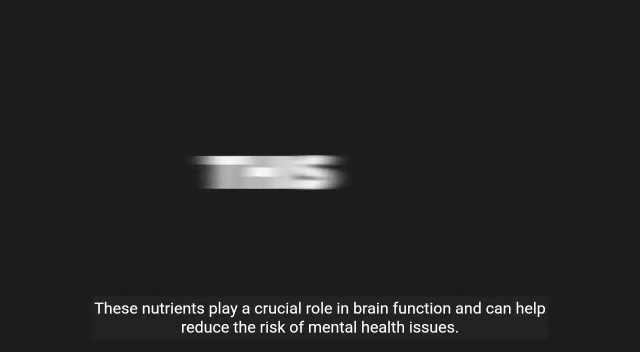 These nutrients play a crucial role in brain function and can help
reduce the risk of mental health issues.